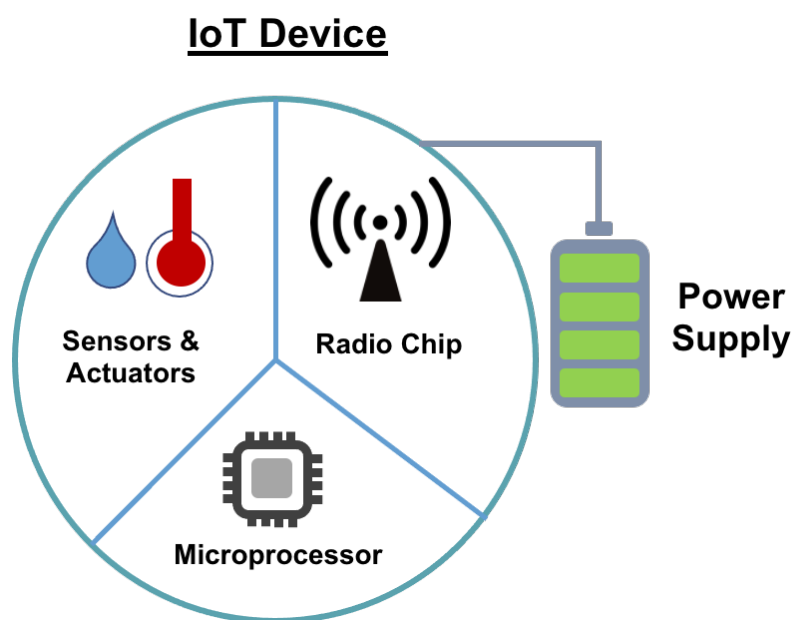 IoT Device
Sensors &
Actuators
Radio Chip
Power
Supply
Microprocessor